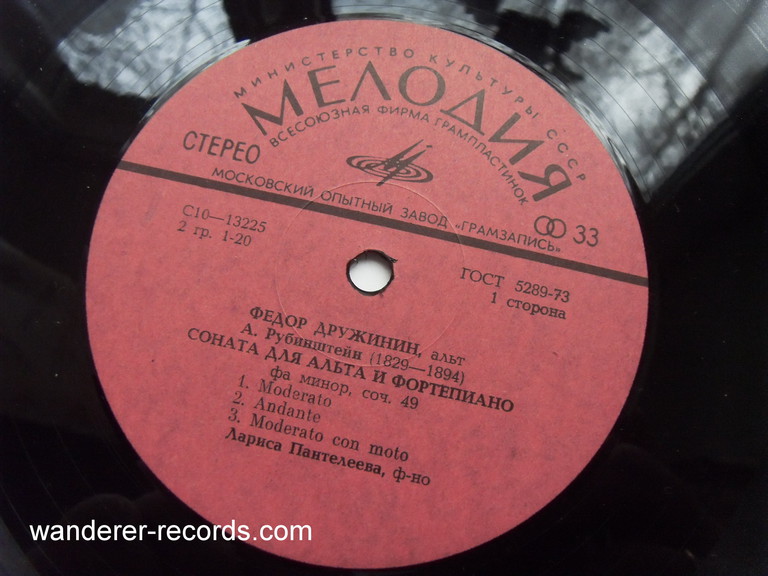 МИНИСТЕРСТВО КУЛЬТУРЫ СССР
МЕЛОДИЯ
ВСЕСОЮЗНАЯ ФИРМА ГРАМПЛАСТИНОК
СТЕРЕО
МОСКОВСКИЙ ОПЫТНЫЙ ЗАВОД «ГРАМЗАПИСЬ»
33
С10—13225
2 гр. 1-20
ГОСТ 5289-73
1 сторона
ФЕДОР ДРУЖИНИН, альт
А. Рубинштейн (1829—1894)
СОНАТА ДЛЯ АЛЬТА И ФОРТЕПИАНО
фа минор, соч. 49
1. Moderato
2. Andante
3. Moderato con moto
Лариса Пантелеева, ф-но
wanderer-records.com